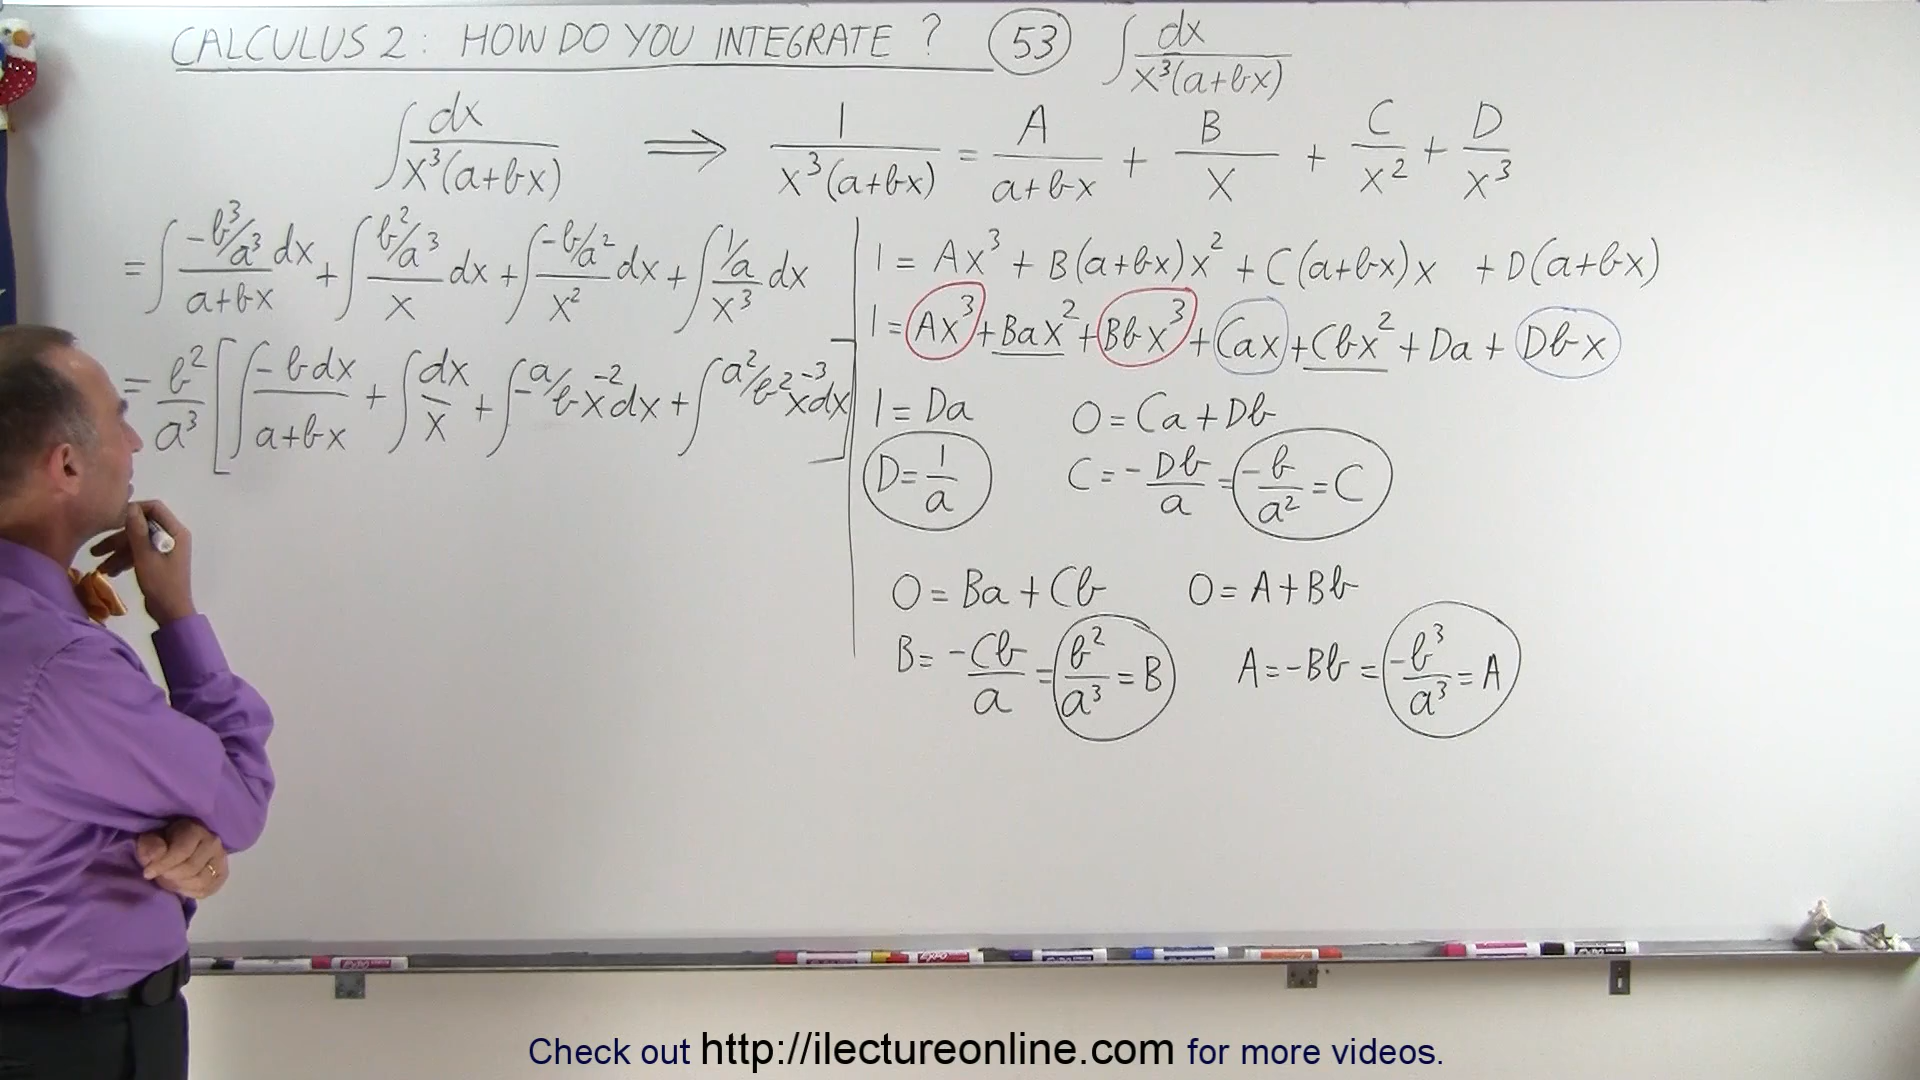 CALCULUS 2: HOW DO YOU INTEGRATE? 53 ∫ dx / x³(a+bx)
∫ dx / x³(a+bx) ⟹ 1 / x³(a+bx) = A / a+bx + B / x + C / x² + D / x³
= ∫ -b³/a³ dx / a+bx + ∫ b²/a³ / x dx + ∫ -b/a² / x² dx + ∫ 1/a / x³ dx
= b²/a³ [ ∫ -b dx / a+bx + ∫ dx / x + ∫ -a/b x⁻² dx + ∫ a²/b² x⁻³ dx ]
1 = Ax³ + B(a+bx)x² + C(a+bx)x + D(a+bx)
1 = Ax³ + Bax² + Bbx³ + Cax + Cbx² + Da + Dbx
1 = Da 0 = Ca + Db
D = 1/a C = - Db/a = -b/a² = C
0 = Ba + Cb 0 = A + Bb
B = -Cb/a = b²/a³ = B A = -Bb = -b³/a³ = A
EXPO
Check out http://ilectureonline.com for more videos.